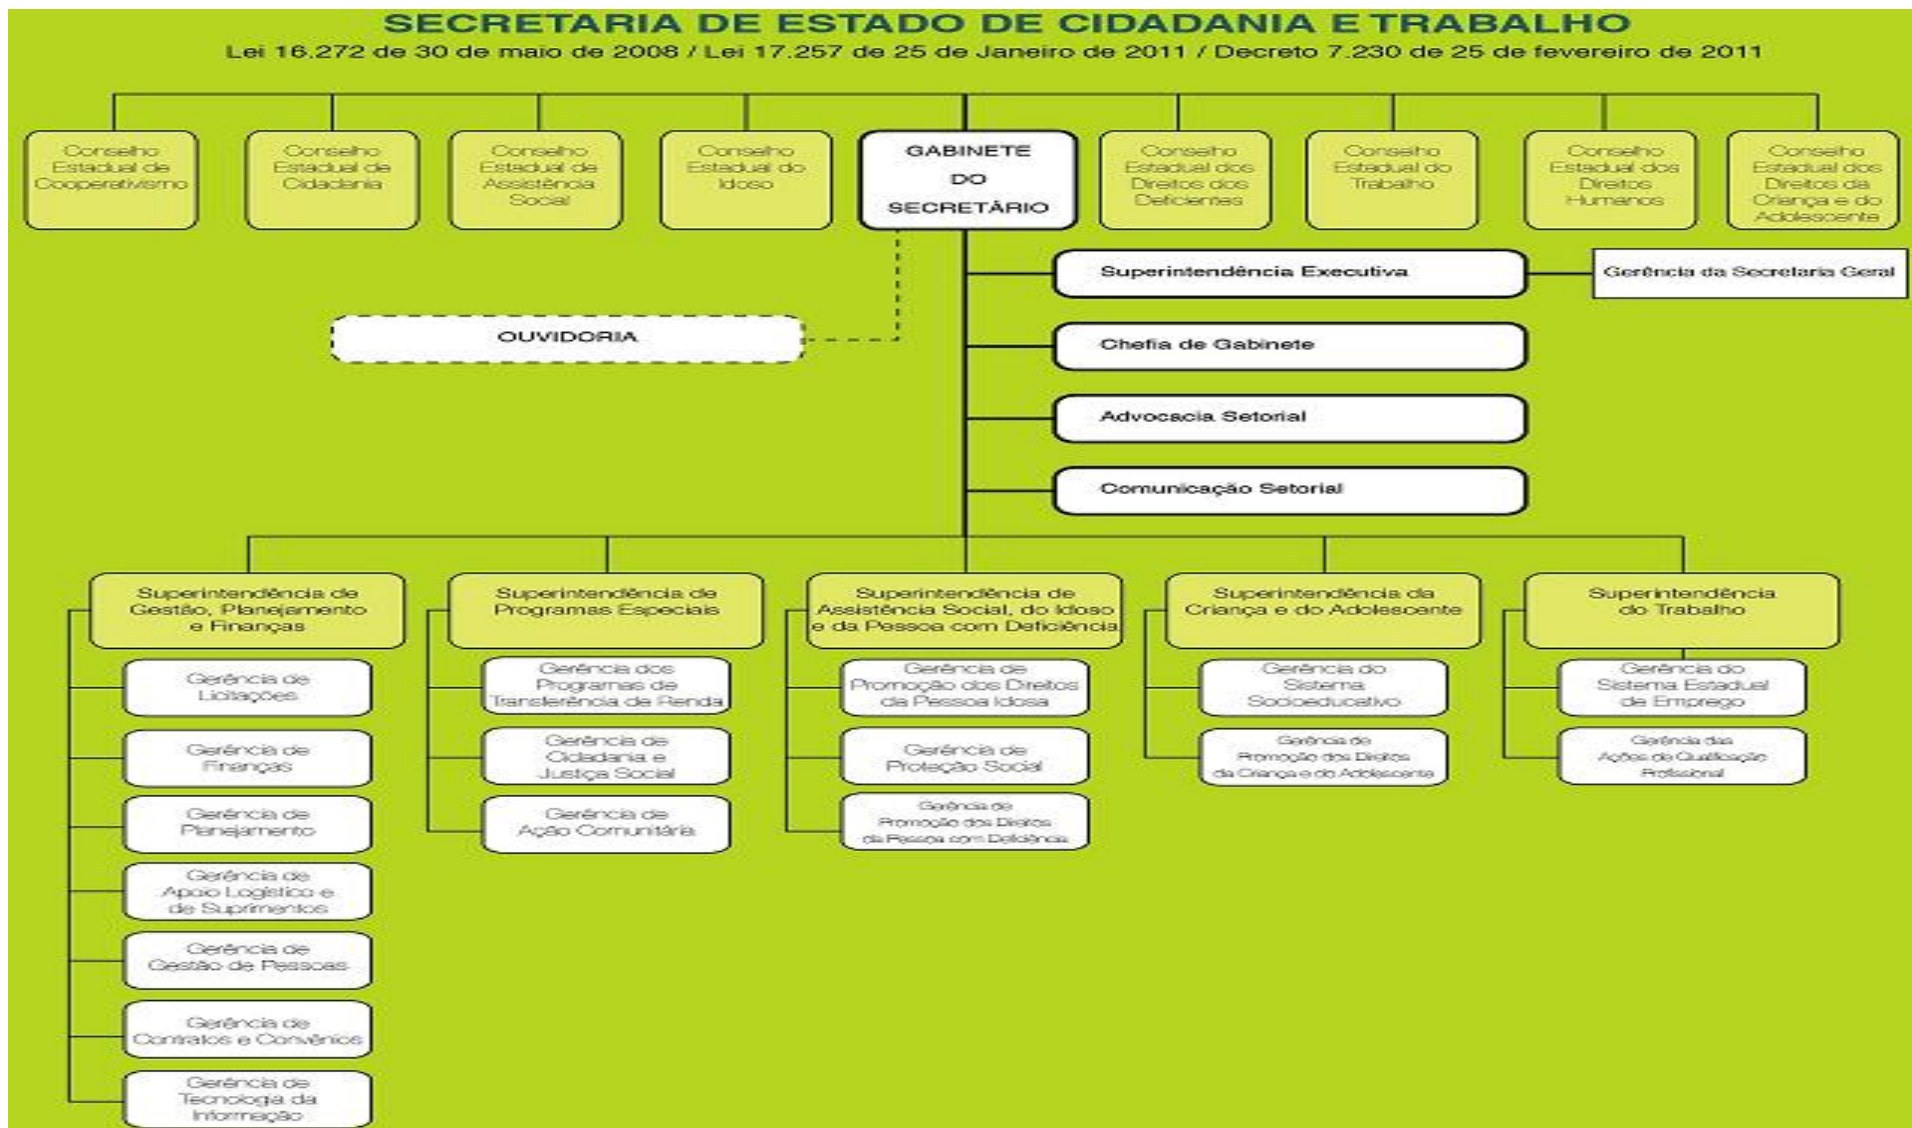 SECRETARIA DE ESTADO DE CIDADANIA E TRABALHO
Lei 16.272 de 30 de maio de 2008 / Lei 17.257 de 25 de Janeiro de 2011 / Decreto 7.230 de 25 de fevereiro de 2011
Conselho
Estadual de
Cooperativismo
Conselho
Estadual de
Cidadania
Conselho
Estadual de
Assistência
Social
Conselho
Estadual do
Idoso
GABINETE
DO
SECRETÁRIO
Conselho
Estadual dos
Direitos dos
Deficientes
Conselho
Estadual do
Trabalho
Conselho
Estadual dos
Direitos
Humanos
Conselho
Estadual dos
Direitos da
Criança e do
Adolescente
Superintendência Executiva
Gerência da Secretaria Geral
OUVIDORIA
Chefia de Gabinete
Advocacia Setorial
Comunicação Setorial
Superintendência de
Gestão, Planejamento
e Finanças
Gerência de
Licitações
Gerência de
Finanças
Gerência de
Planejamento
Gerência de
Apoio Logístico e
de Suprimentos
Gerência de
Gestão de Pessoas
Gerência de
Contratos e Convênios
Gerência de
Tecnologia da
Informação
Superintendência de
Programas Especiais
Gerência dos
Programas de
Transferência de Renda
Gerência de
Cidadania e
Justiça Social
Gerência de
Ação Comunitária
Superintendência de
Assistência Social, do Idoso
e da Pessoa com Deficiência
Gerência de
Promoção dos Direitos
da Pessoa Idosa
Gerência de
Proteção Social
Gerência de
Promoção dos Direitos
da Pessoa com Deficiência
Superintendência da
Criança e do Adolescente
Gerência do
Sistema
Socioeducativo
Gerência de
Promoção dos Direitos
da Criança e do Adolescente
Superintendência
do Trabalho
Gerência do
Sistema Estadual
de Emprego
Gerência das
Ações de Qualificação
Profissional